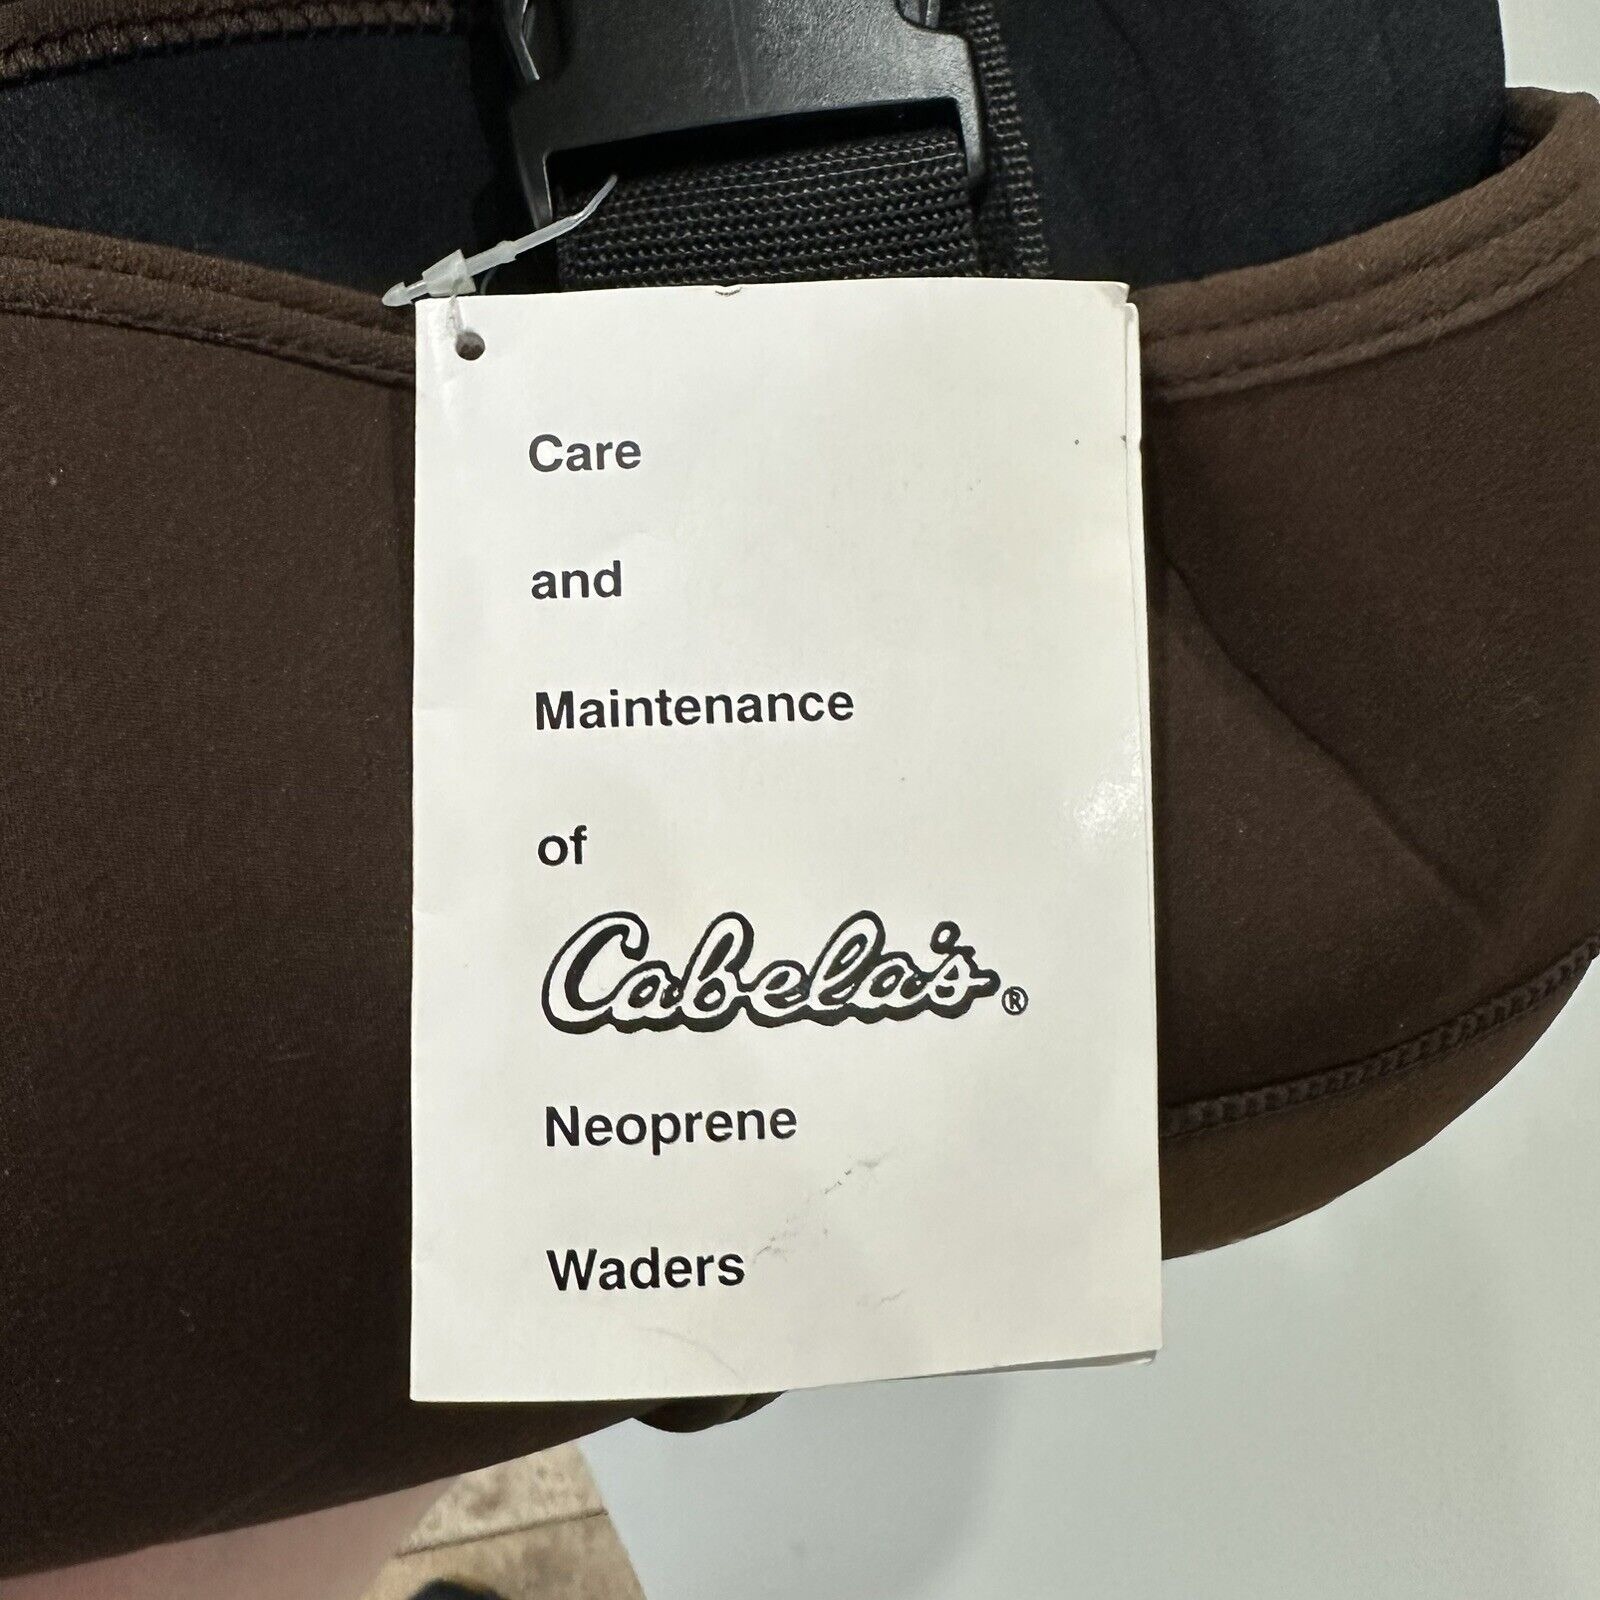 Care
and
Maintenance
of
Cabela's®
Neoprene
Waders